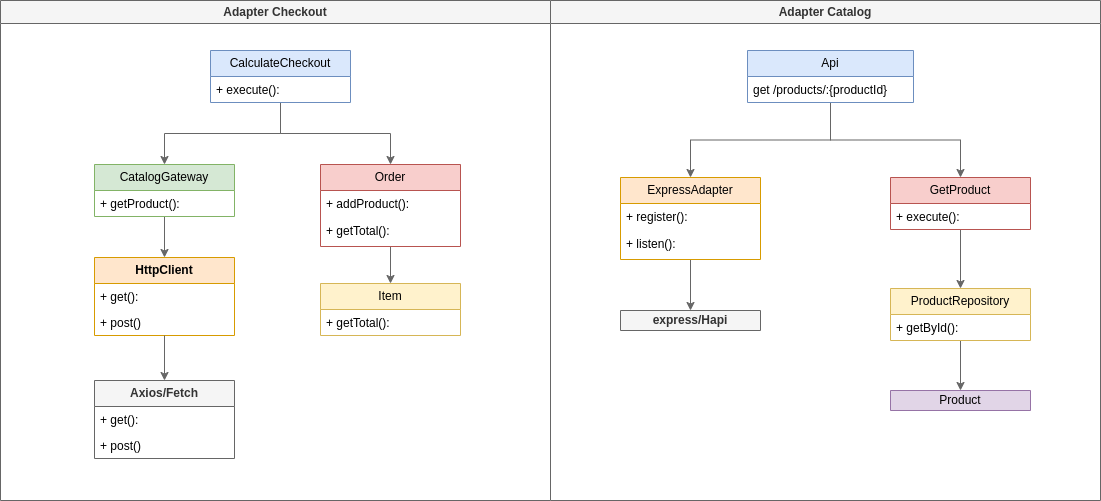 Adapter Checkout
CalculateCheckout
+ execute():
CatalogGateway
+ getProduct():
HttpClient
+ get():
+ post()
Axios/Fetch
+ get():
+ post()
Order
+ addProduct():
+ getTotal():
Item
+ getTotal():
Adapter Catalog
Api
get /products/:{productId}
ExpressAdapter
+ register():
+ listen():
express/Hapi
GetProduct
+ execute():
ProductRepository
+ getById():
Product